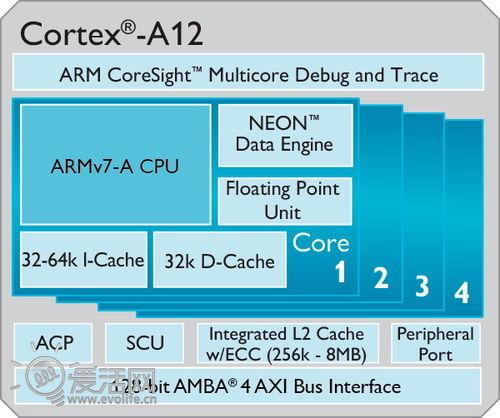 Cortex®-A12
ARM CoreSight™ Multicore Debug and Trace
ARMv7-A CPU
NEON™
Data Engine
Floating Point
Unit
32-64k I-Cache
32k D-Cache
Core
1
2
3
4
ACP
SCU
Integrated L2 Cache
w/ECC (256k - 8MB)
Peripheral
Port
128-bit AMBA® 4 AXI Bus Interface
爱活网
www.evolife.cn